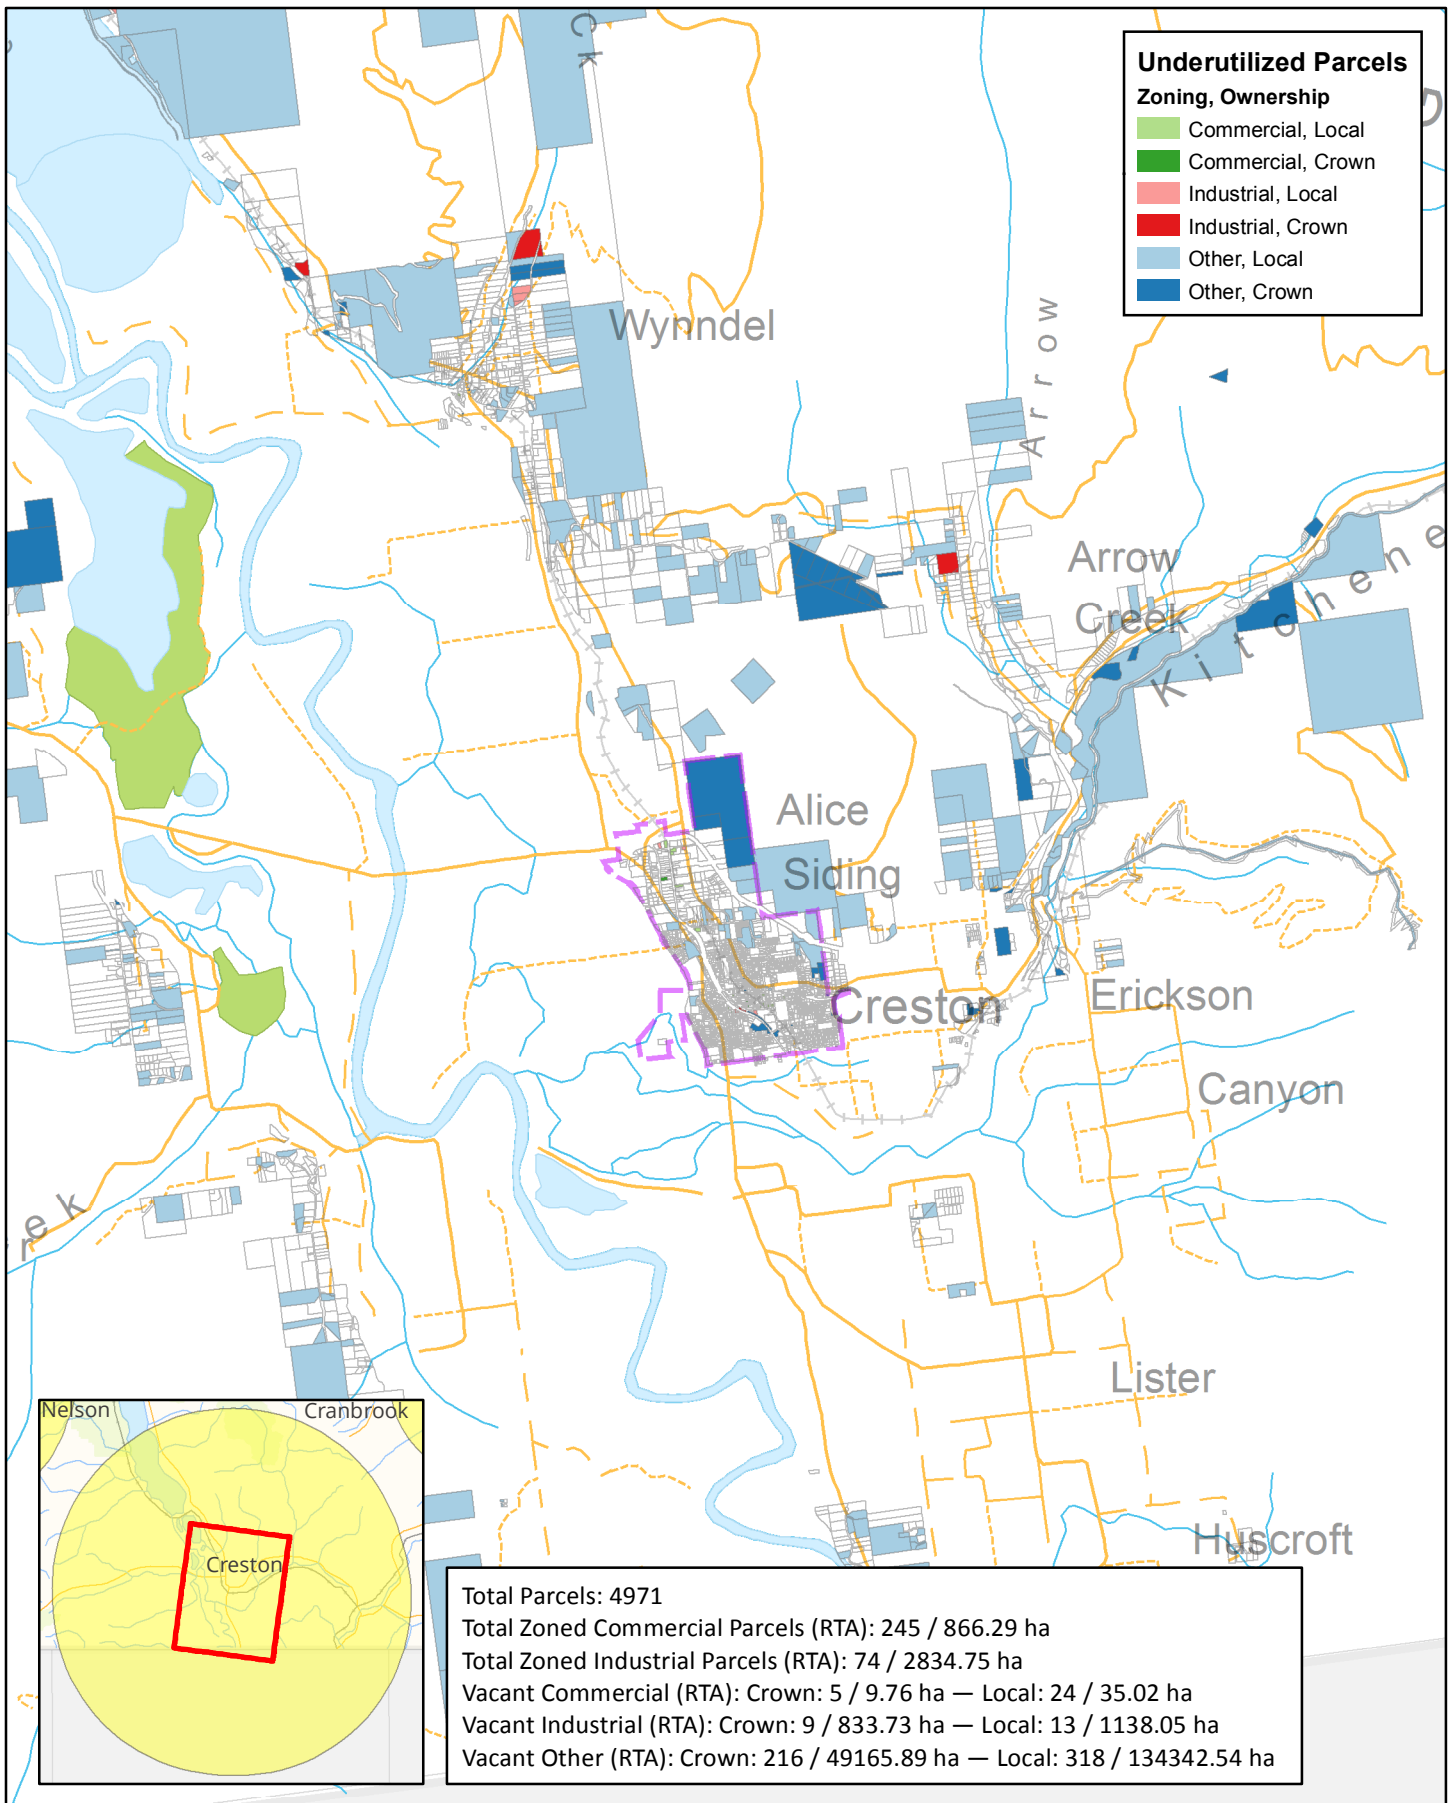 Underutilized Parcels
Zoning, Ownership
Commercial, Local
Commercial, Crown
Industrial, Local
Industrial, Crown
Other, Local
Other, Crown
ck
Wynndel
Arrow
Arrow
Creek
Kitchene
Alice
Siding
Creston
Erickson
Canyon
rek
Lister
Huscroft
Nelson
Cranbrook
Creston
Total Parcels: 4971
Total Zoned Commercial Parcels (RTA): 245 / 866.29 ha
Total Zoned Industrial Parcels (RTA): 74 / 2834.75 ha
Vacant Commercial (RTA): Crown: 5 / 9.76 ha — Local: 24 / 35.02 ha
Vacant Industrial (RTA): Crown: 9 / 833.73 ha — Local: 13 / 1138.05 ha
Vacant Other (RTA): Crown: 216 / 49165.89 ha — Local: 318 / 134342.54 ha